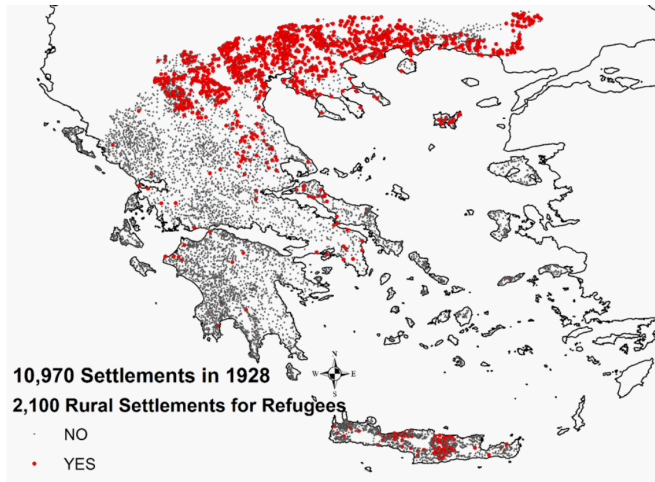 N
W E
S
10,970 Settlements in 1928
2,100 Rural Settlements for Refugees
NO
YES